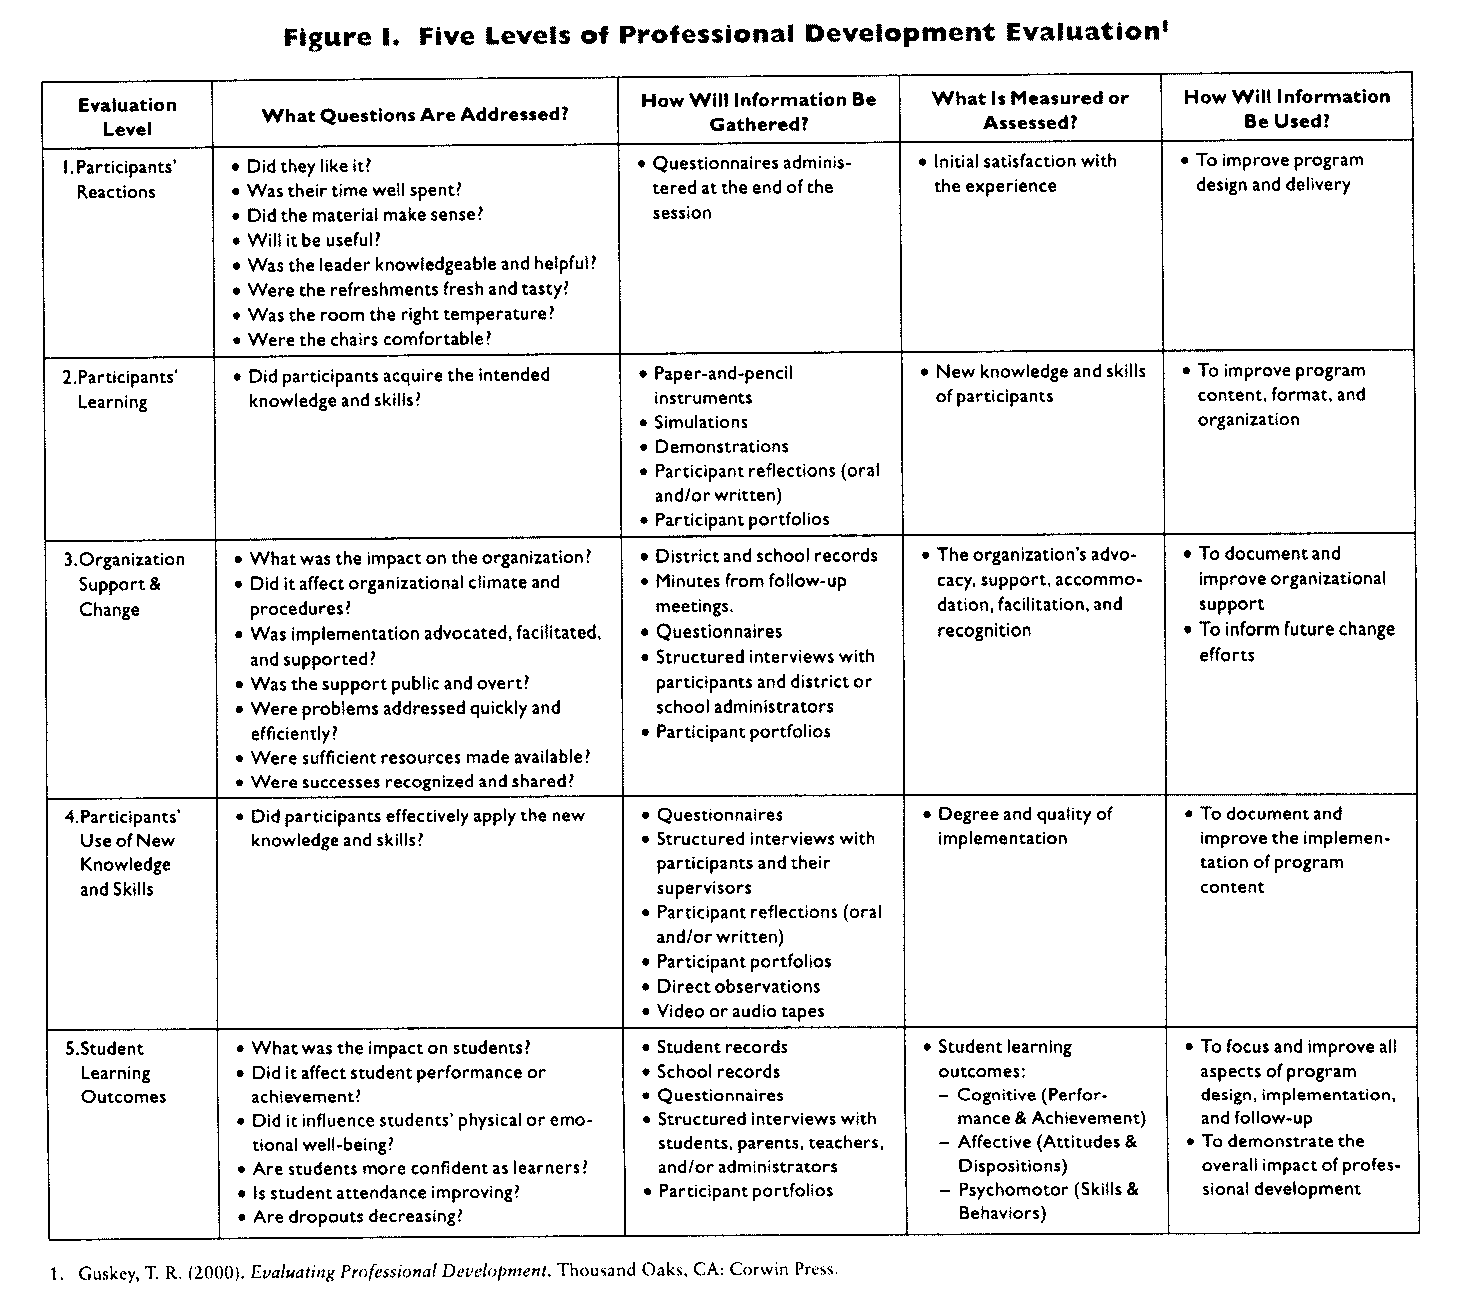 Figure 1. Five Levels of Professional Development Evaluation¹
Evaluation
Level
What Questions Are Addressed?
How Will Information Be
Gathered?
What Is Measured or
Assessed?
How Will Information
Be Used?
1.Participants'
Reactions
• Did they like it?
• Was their time well spent?
• Did the material make sense?
• Will it be useful?
• Was the leader knowledgeable and helpful?
• Were the refreshments fresh and tasty?
• Was the room the right temperature?
• Were the chairs comfortable?
• Questionnaires adminis-
tered at the end of the
session
• Initial satisfaction with
the experience
• To improve program
design and delivery
2.Participants'
Learning
• Did participants acquire the intended
knowledge and skills?
• Paper-and-pencil
instruments
• Simulations
• Demonstrations
• Participant reflections (oral
and/or written)
• Participant portfolios
• New knowledge and skills
of participants
• To improve program
content, format, and
organization
3.Organization
Support &
Change
• What was the impact on the organization?
• Did it affect organizational climate and
procedures?
• Was implementation advocated, facilitated,
and supported?
• Was the support public and overt?
• Were problems addressed quickly and
efficiently?
• Were sufficient resources made available?
• Were successes recognized and shared?
• District and school records
• Minutes from follow-up
meetings.
• Questionnaires
• Structured interviews with
participants and district or
school administrators
• Participant portfolios
• The organization's advo-
cacy, support, accommo-
dation, facilitation, and
recognition
• To document and
improve organizational
support
• To inform future change
efforts
4.Participants'
Use of New
Knowledge
and Skills
• Did participants effectively apply the new
knowledge and skills?
• Questionnaires
• Structured interviews with
participants and their
supervisors
• Participant reflections (oral
and/or written)
• Participant portfolios
• Direct observations
• Video or audio tapes
• Degree and quality of
implementation
• To document and
improve the implemen-
tation of program
content
5.Student
Learning
Outcomes
• What was the impact on students?
• Did it affect student performance or
achievement?
• Did it influence students' physical or emo-
tional well-being?
• Are students more confident as learners?
• Is student attendance improving?
• Are dropouts decreasing?
• Student records
• School records
• Questionnaires
• Structured interviews with
students, parents, teachers,
and/or administrators
• Participant portfolios
• Student learning
outcomes:
– Cognitive (Perfor-
mance & Achievement)
– Affective (Attitudes &
Dispositions)
– Psychomotor (Skills &
Behaviors)
• To focus and improve all
aspects of program
design, implementation,
and follow-up
• To demonstrate the
overall impact of profes-
sional development
1. Guskey, T. R. (2000). Evaluating Professional Development. Thousand Oaks, CA: Corwin Press.